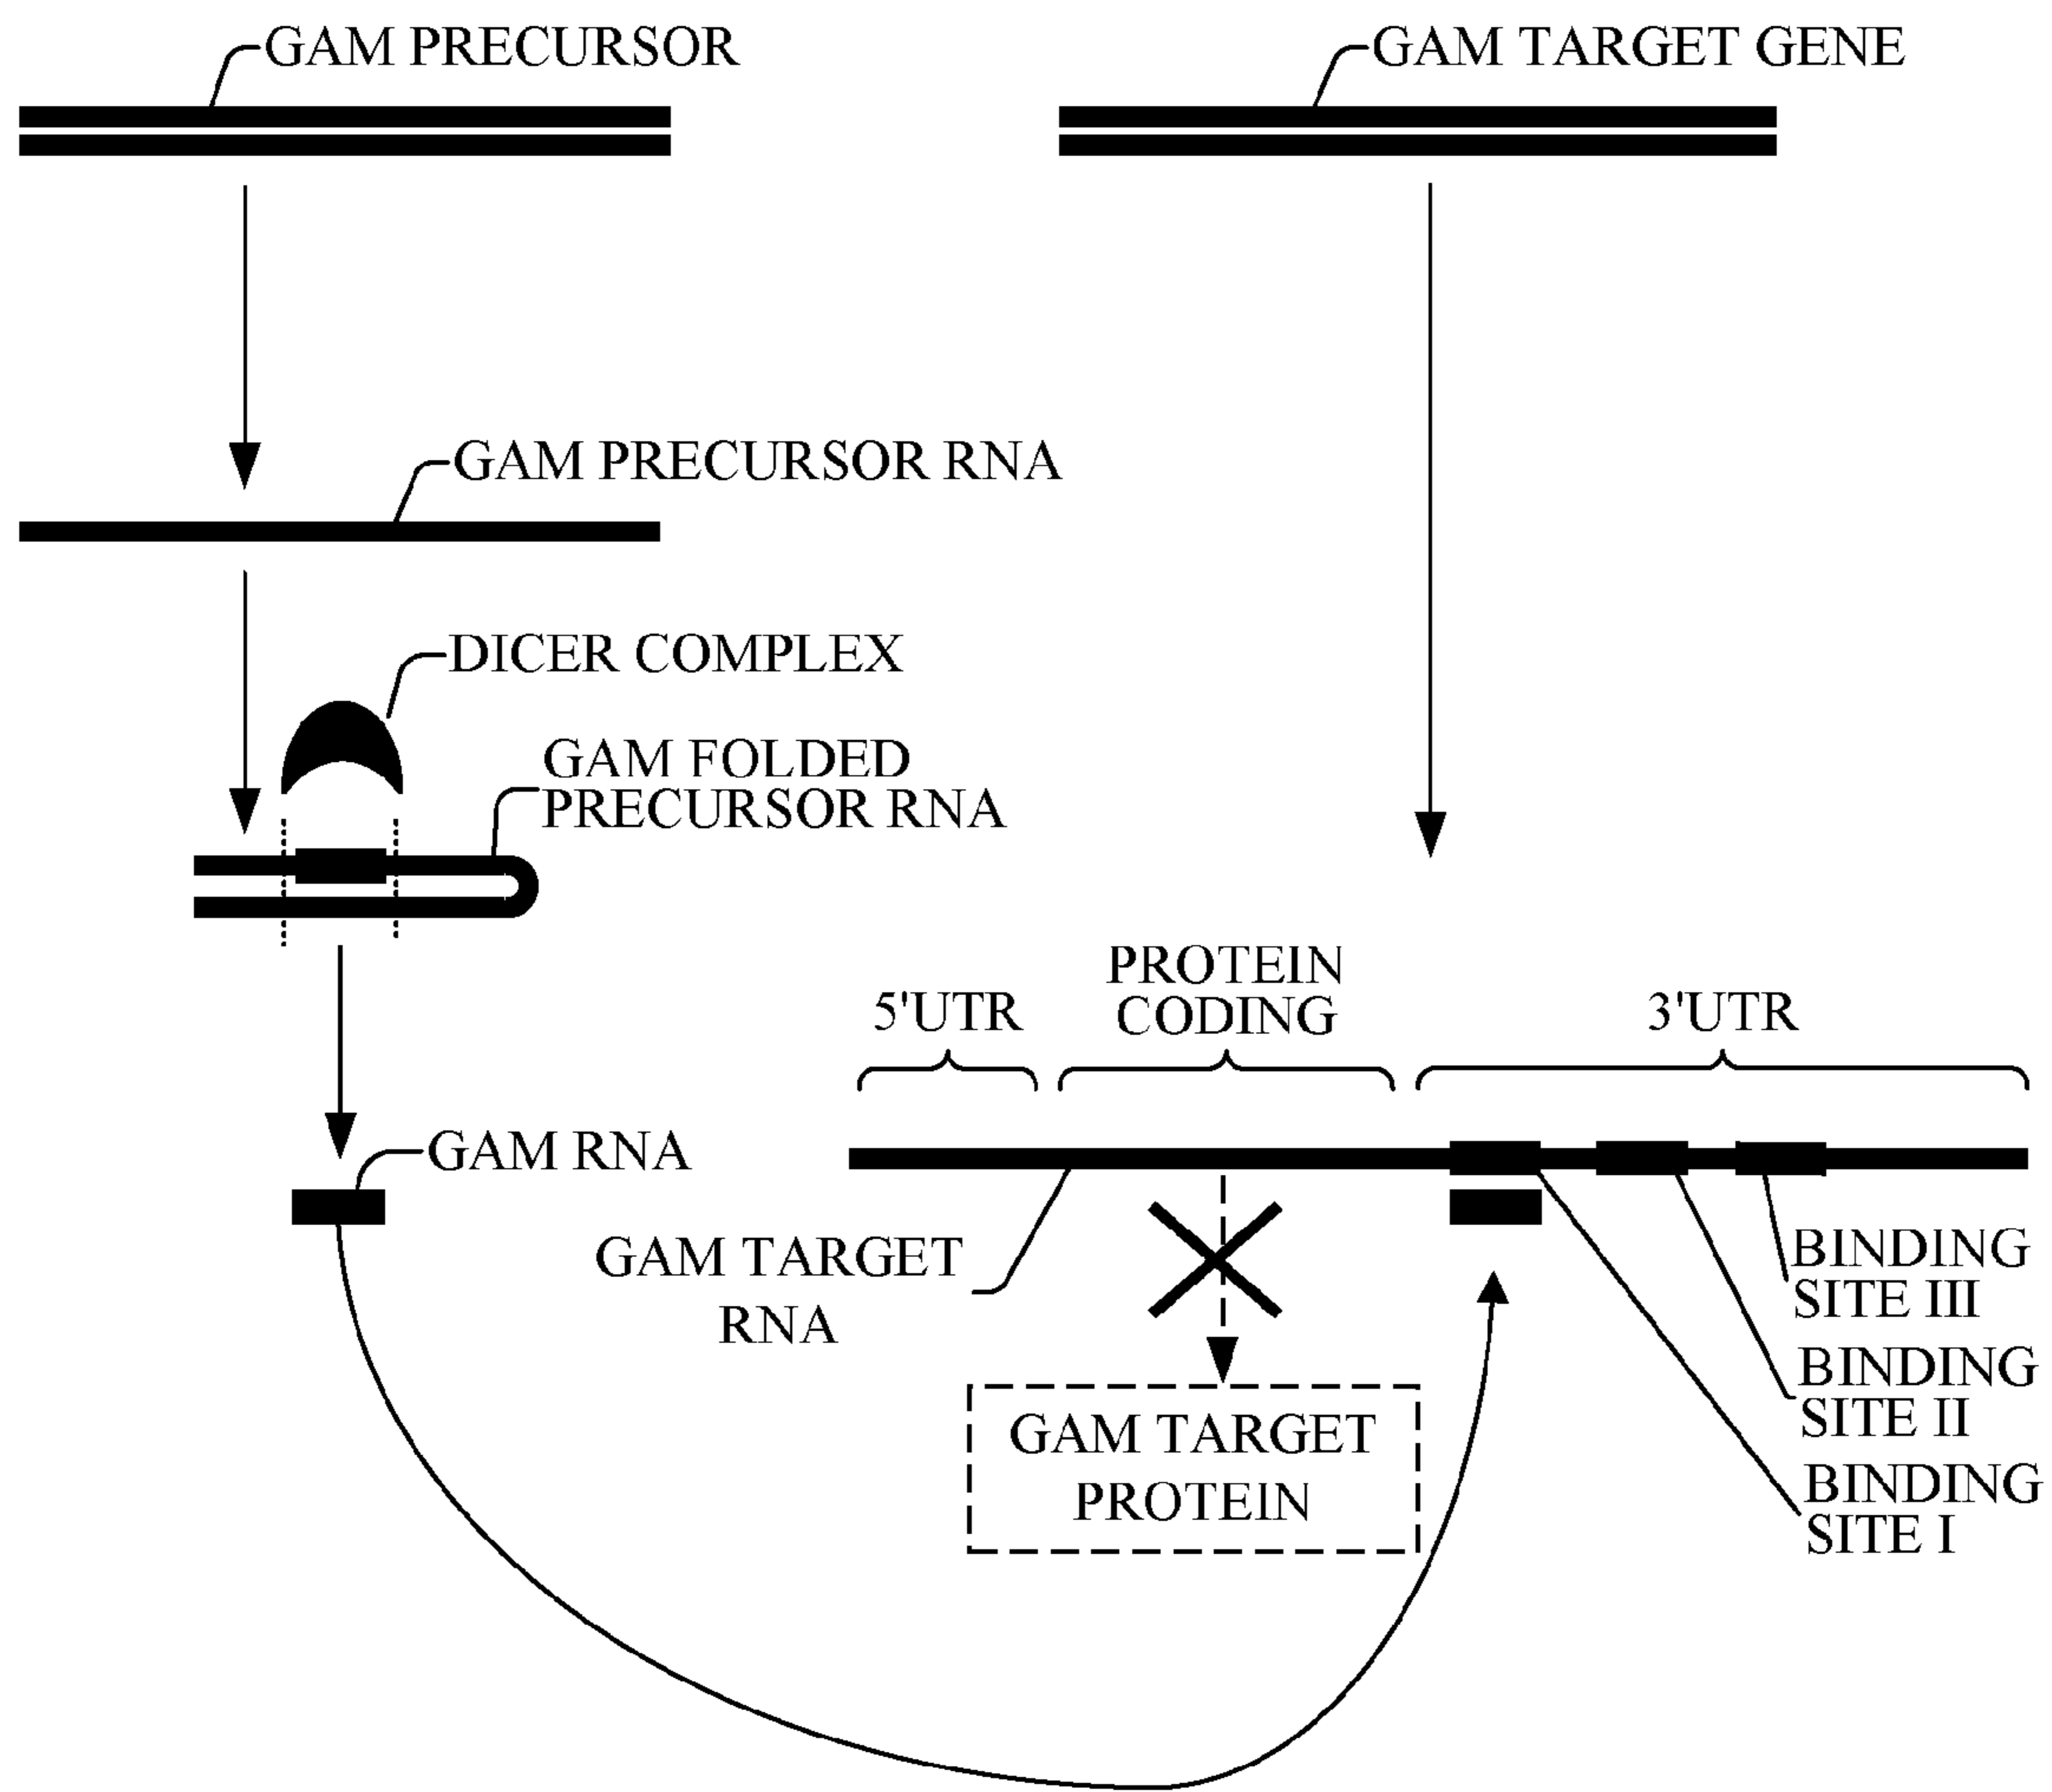 GAM PRECURSOR
GAM TARGET GENE
GAM PRECURSOR RNA
DICER COMPLEX
GAM FOLDED
PRECURSOR RNA
PROTEIN
CODING
5'UTR
3'UTR
GAM RNA
GAM TARGET
RNA
BINDING
SITE III
BINDING
SITE II
BINDING
SITE I
GAM TARGET
PROTEIN